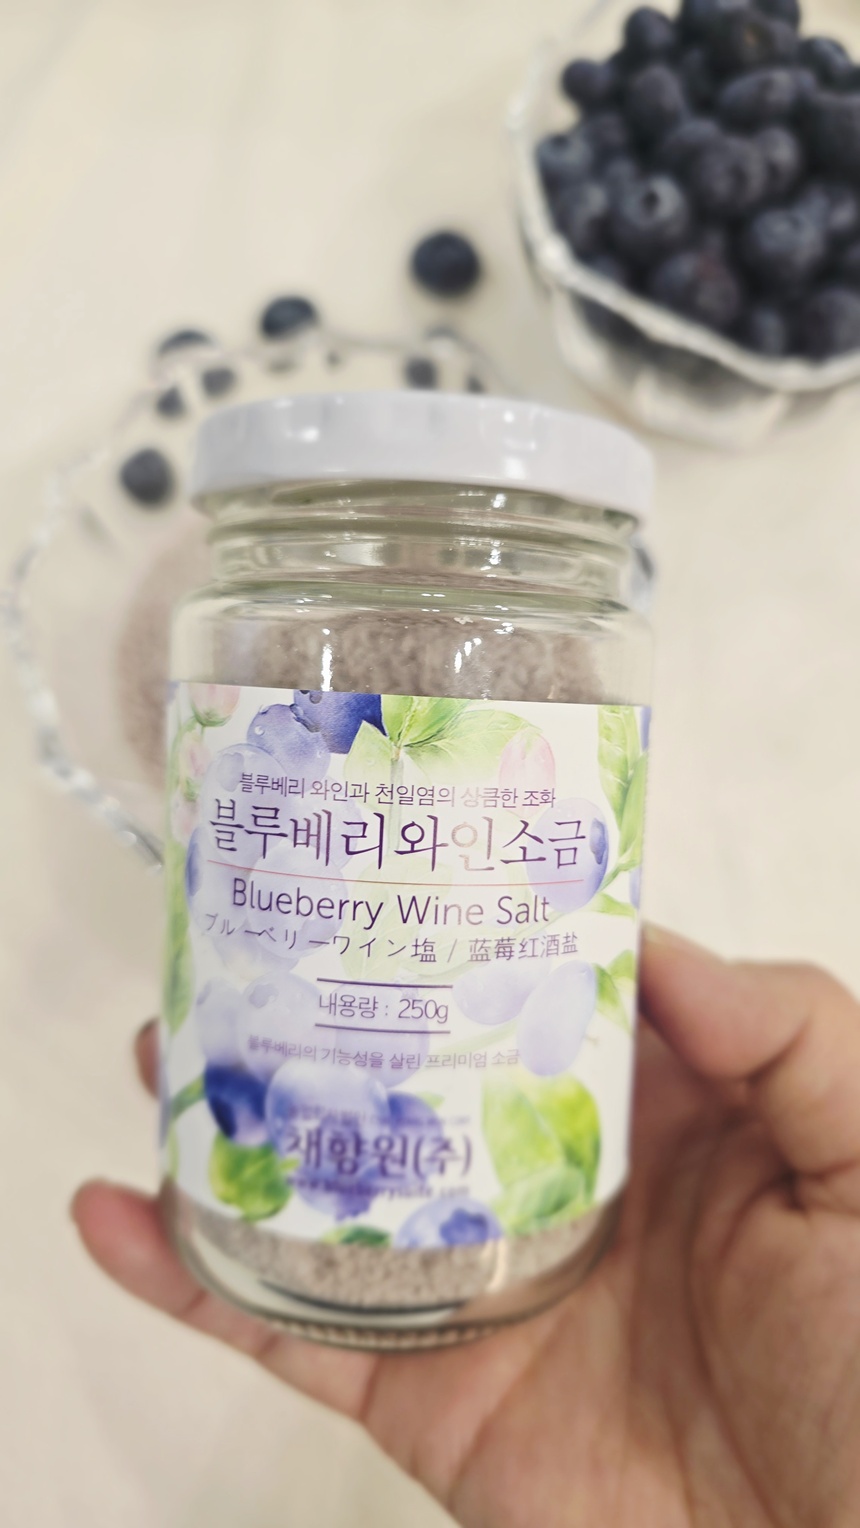 블루베리 와인과 천일염의 상큼한 조화
블루베리와인소금
Blueberry Wine Salt
ブルーベリーワイン塩 / 蓝莓红酒盐
내용량 : 250g
블루베리의 기능성을 살린 프리미엄 소금
채향원(주)